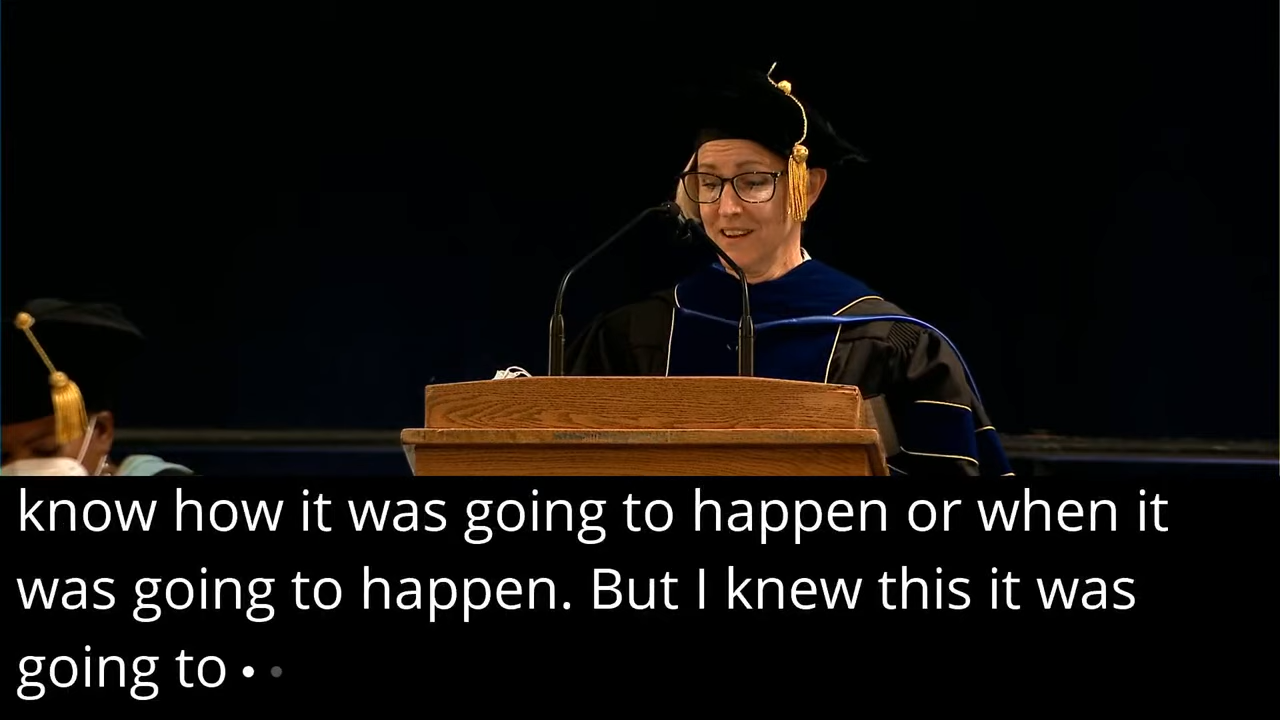 know how it was going to happen or when it
was going to happen. But I knew this it was
going to